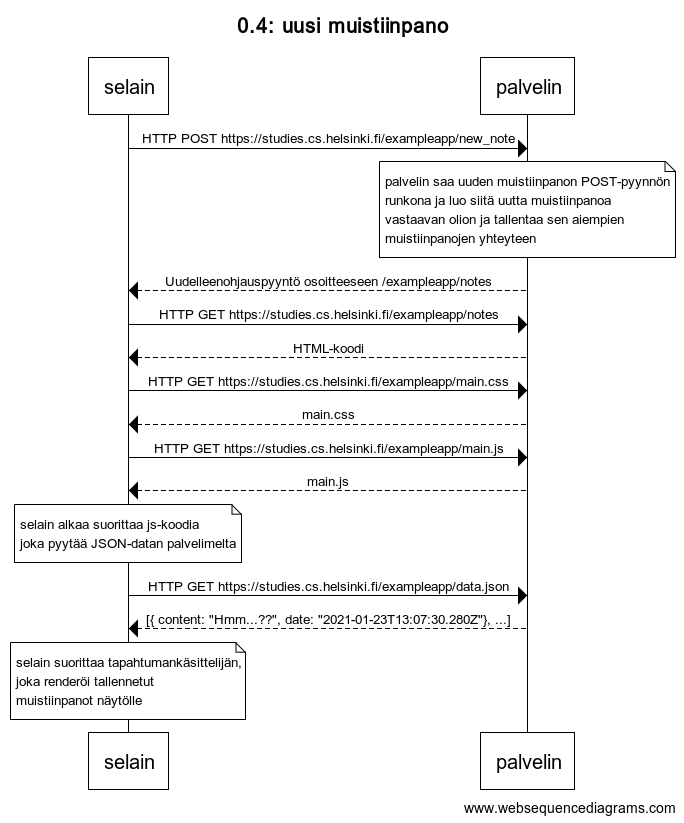 0.4: uusi muistiinpano
selain
palvelin
HTTP POST https://studies.cs.helsinki.fi/exampleapp/new_note
palvelin saa uuden muistiinpanon POST-pyynnön
runkona ja luo siitä uutta muistiinpanoa
vastaavan olion ja tallentaa sen aiempien
muistiinpanojen yhteyteen
Uudelleenohjauspyyntö osoitteeseen /exampleapp/notes
HTTP GET https://studies.cs.helsinki.fi/exampleapp/notes
HTML-koodi
HTTP GET https://studies.cs.helsinki.fi/exampleapp/main.css
main.css
HTTP GET https://studies.cs.helsinki.fi/exampleapp/main.js
main.js
selain alkaa suorittaa js-koodia
joka pyytää JSON-datan palvelimelta
HTTP GET https://studies.cs.helsinki.fi/exampleapp/data.json
[{ content: "Hmm...??", date: "2021-01-23T13:07:30.280Z"}, ...]
selain suorittaa tapahtumankäsittelijän,
joka renderöi tallennetut
muistiinpanot näytölle
selain
palvelin
www.websequencediagrams.com